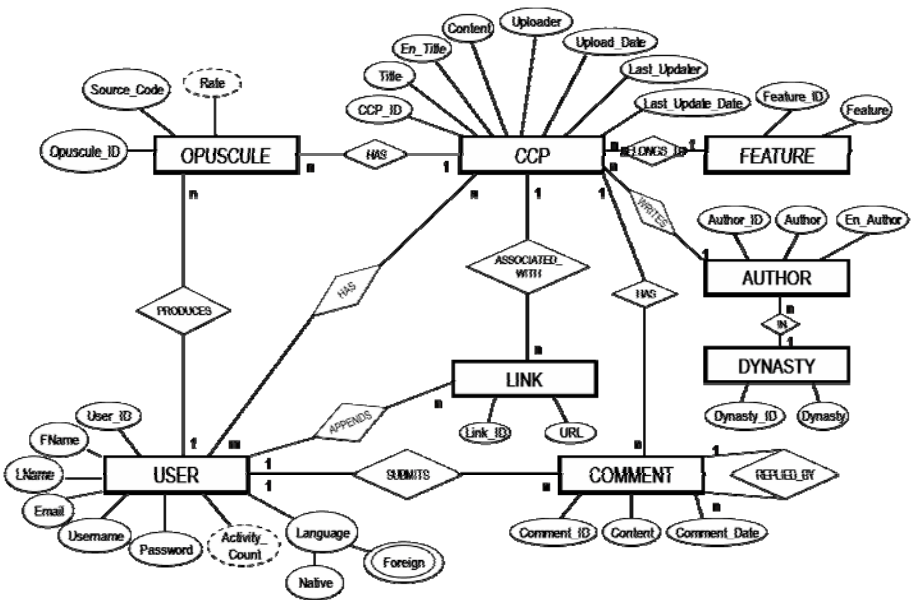 Uploader
Content
Upload_Date
En_Title
Last_Updater
Title
Source_Code
Rate
Feature_ID
CCP_ID
Last_Update_Date
Feature
Opuscule_ID
OPUSCULE
n
HAS
1
CCP
n
BELONGS_TO
1
FEATURE
n
n
1
1
n
WRITES
Author_ID
Author
En_Author
ASSOCIATED_
WITH
1
AUTHOR
HAS
HAS
n
PRODUCES
IN
1
n
DYNASTY
LINK
n
APPENDS
Dynasty_ID
Dynasty
User_ID
Link_ID
URL
FName
1
m
n
1
LName
USER
1
SUBMITS
COMMENT
REPLIED_BY
1
n
n
Email
Username
Activity_
Count
Language
Comment_ID
Content
Comment_Date
Password
Foreign
Native